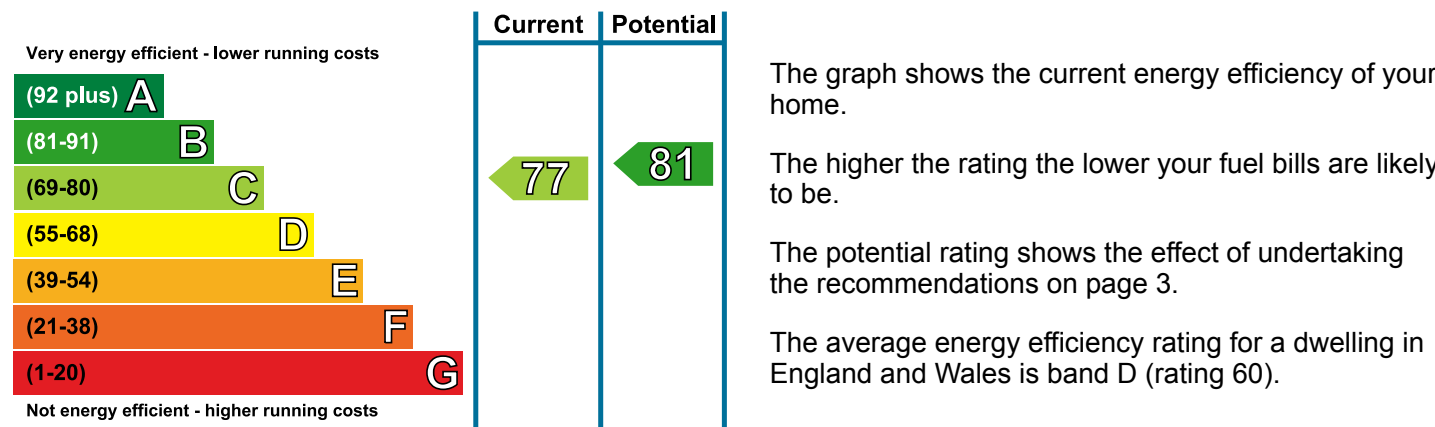 Current Potential
Very energy efficient - lower running costs
(92 plus) A
(81-91) B
(69-80) C
(55-68) D
(39-54) E
(21-38) F
(1-20) G
Not energy efficient - higher running costs
77 81
The graph shows the current energy efficiency of your
home.
The higher the rating the lower your fuel bills are likely
to be.
The potential rating shows the effect of undertaking
the recommendations on page 3.
The average energy efficiency rating for a dwelling in
England and Wales is band D (rating 60).